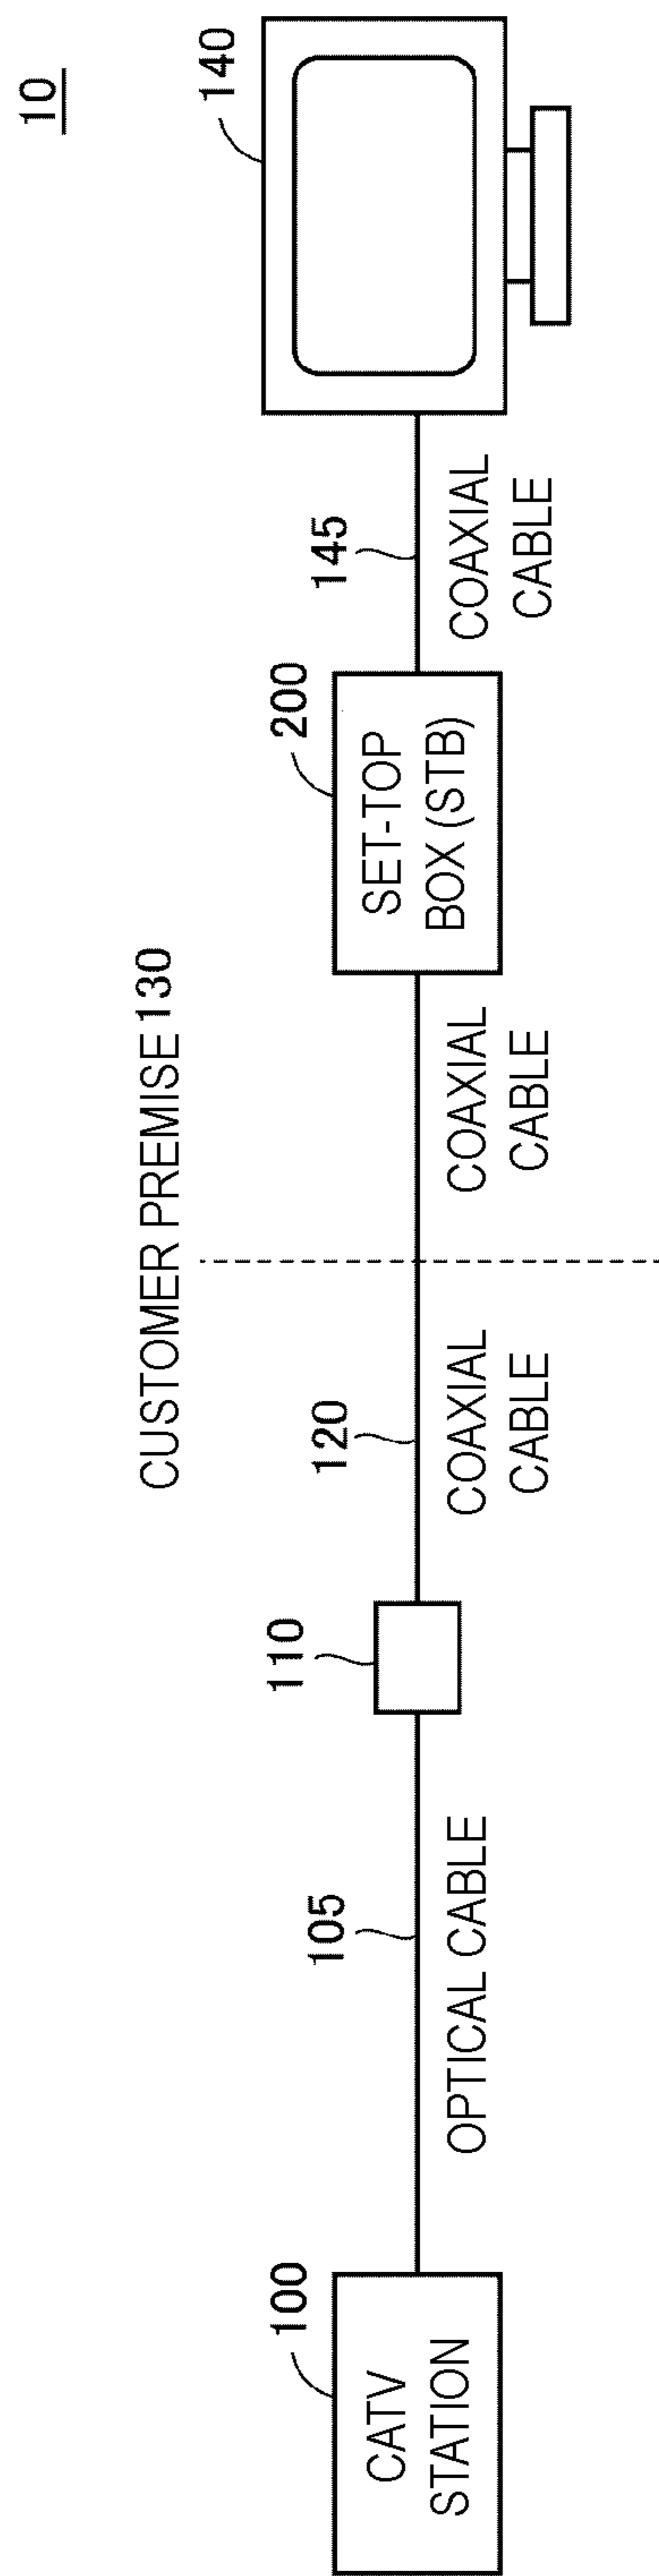 10
CUSTOMER PREMISE 130
100
CATV
STATION
105
OPTICAL CABLE
110
120
COAXIAL
CABLE
COAXIAL
CABLE
200
SET-TOP
BOX (STB)
145
COAXIAL
CABLE
140